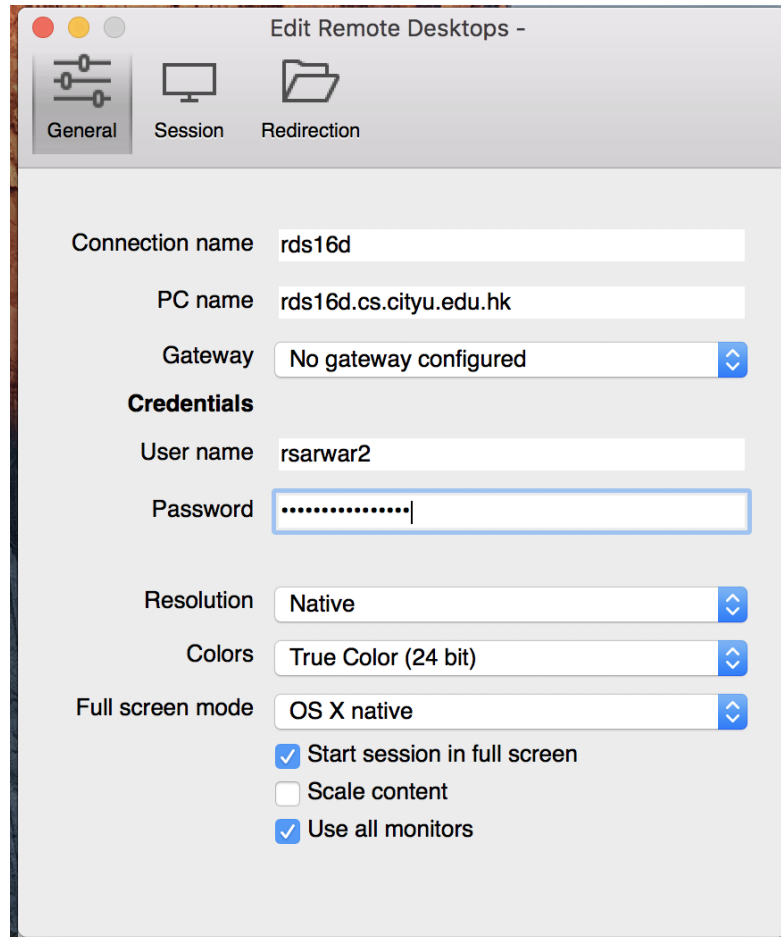 Edit Remote Desktops -
General Session Redirection
Connection name rds16d
PC name rds16d.cs.cityu.edu.hk
Gateway No gateway configured
Credentials
User name rsarwar2
Password ••••••••••••••••
Resolution Native
Colors True Color (24 bit)
Full screen mode OS X native
Start session in full screen
Scale content
Use all monitors